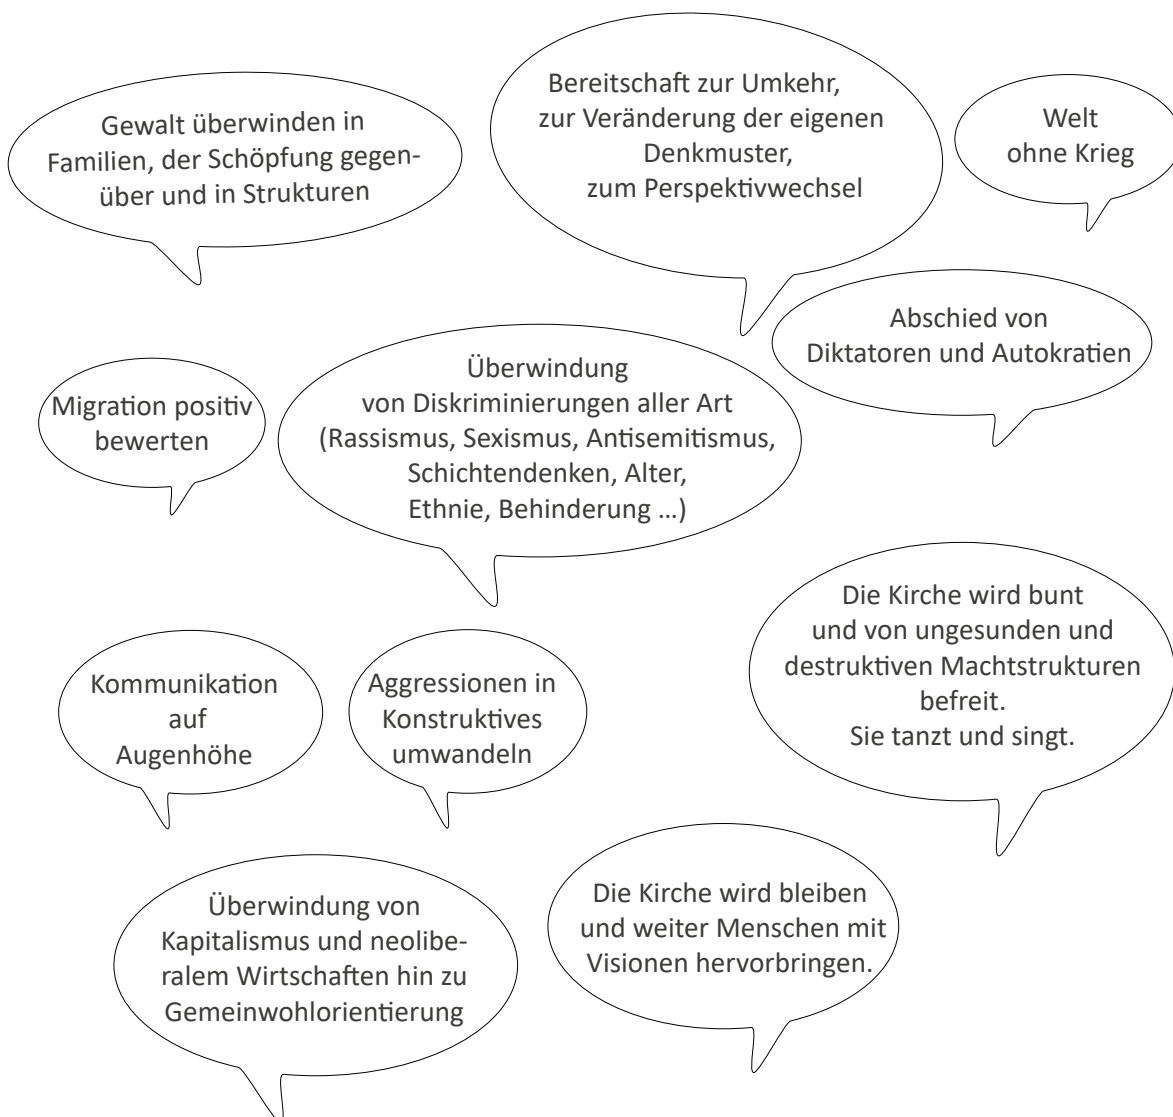 Gewalt überwinden in
Familien, der Schöpfung gegen-
über und in Strukturen
Bereitschaft zur Umkehr,
zur Veränderung der eigenen
Denkmuster,
zum Perspektivwechsel
Welt
ohne Krieg
Abschied von
Diktatoren und Autokratien
Migration positiv
bewerten
Überwindung
von Diskriminierungen aller Art
(Rassismus, Sexismus, Antisemitismus,
Schichtendenken, Alter,
Ethnie, Behinderung ...)
Die Kirche wird bunt
und von ungesunden und
destruktiven Machtstrukturen
befreit.
Sie tanzt und singt.
Kommunikation
auf
Augenhöhe
Aggressionen in
Konstruktives
umwandeln
Überwindung von
Kapitalismus und neolibe-
ralem Wirtschaften hin zu
Gemeinwohlorientierung
Die Kirche wird bleiben
und weiter Menschen mit
Visionen hervorbringen.